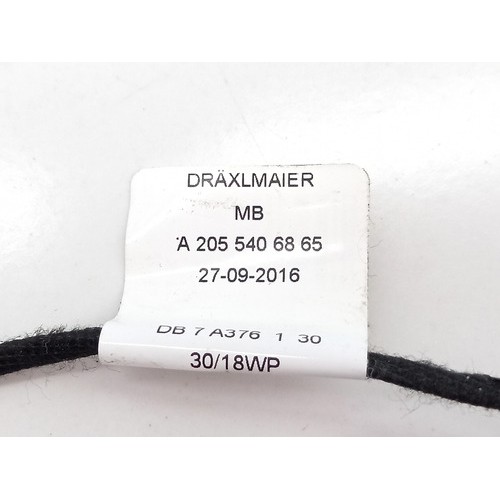 DRÄXLMAIER
MB
A 205 540 68 65
27-09-2016
DB 7 A376 1 30
30/18WP